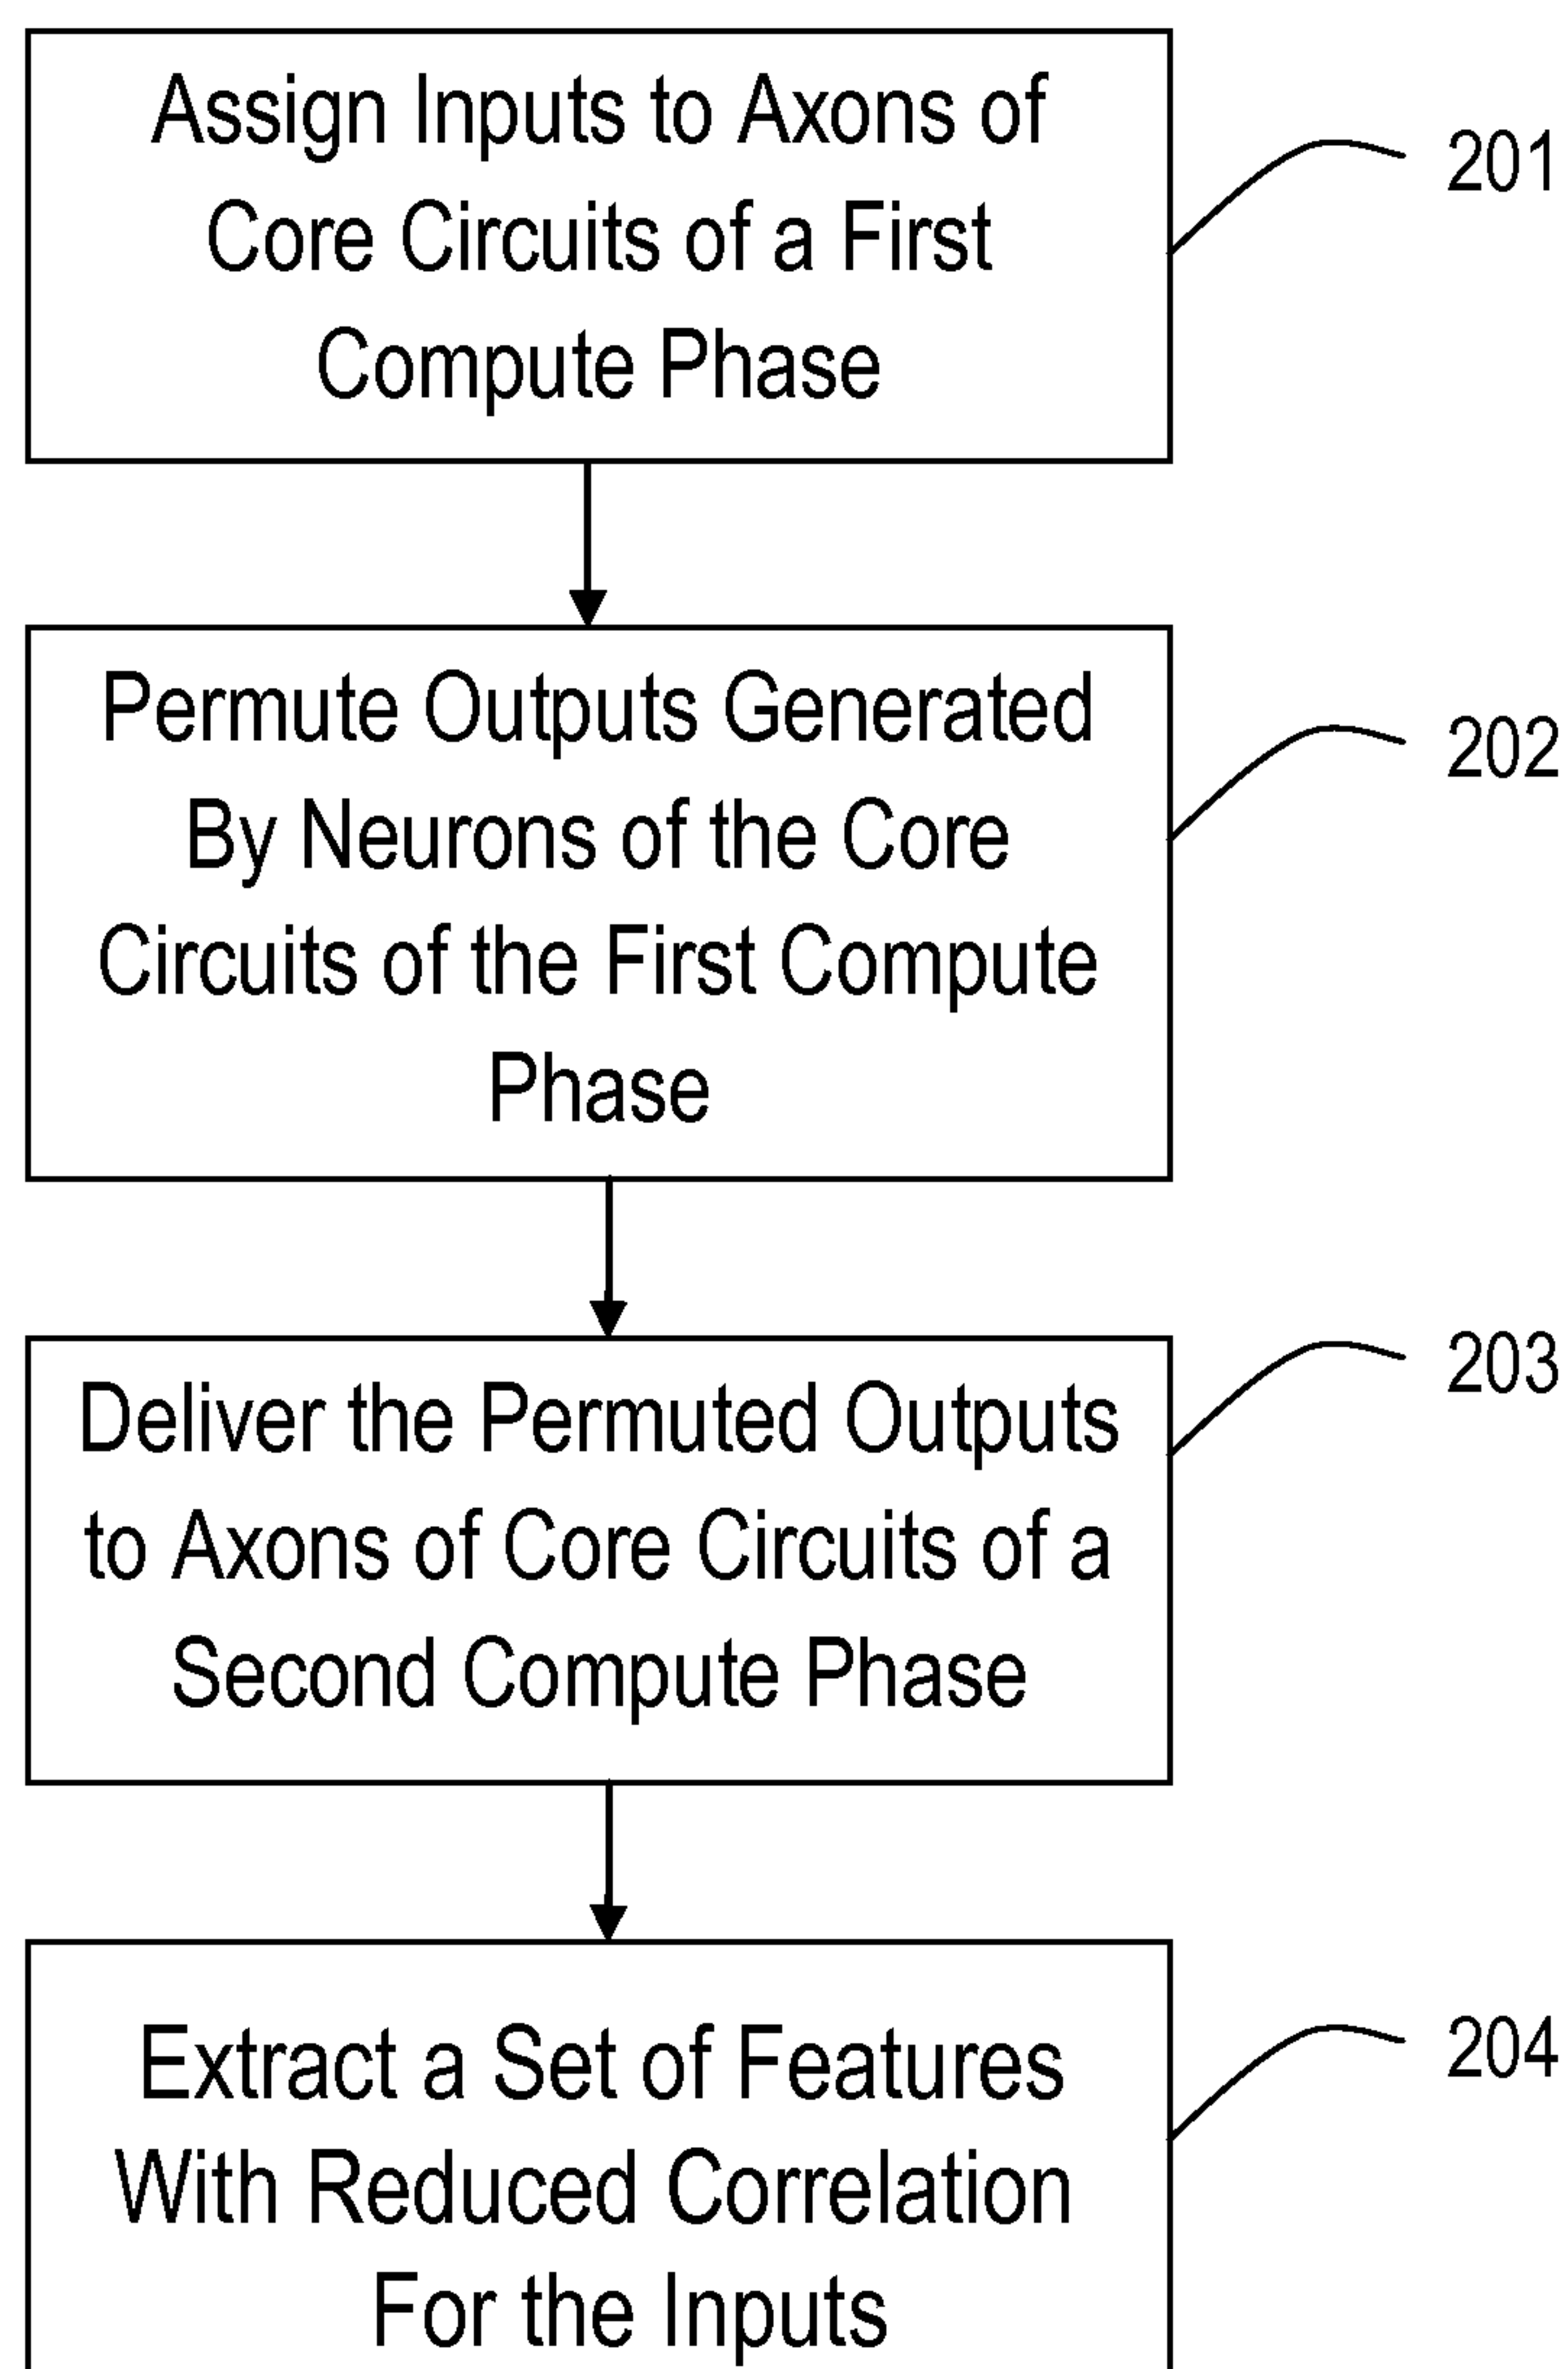 Assign Inputs to Axons of
Core Circuits of a First
Compute Phase
201
Permute Outputs Generated
By Neurons of the Core
Circuits of the First Compute
Phase
202
Deliver the Permuted Outputs
to Axons of Core Circuits of a
Second Compute Phase
203
Extract a Set of Features
With Reduced Correlation
For the Inputs
204